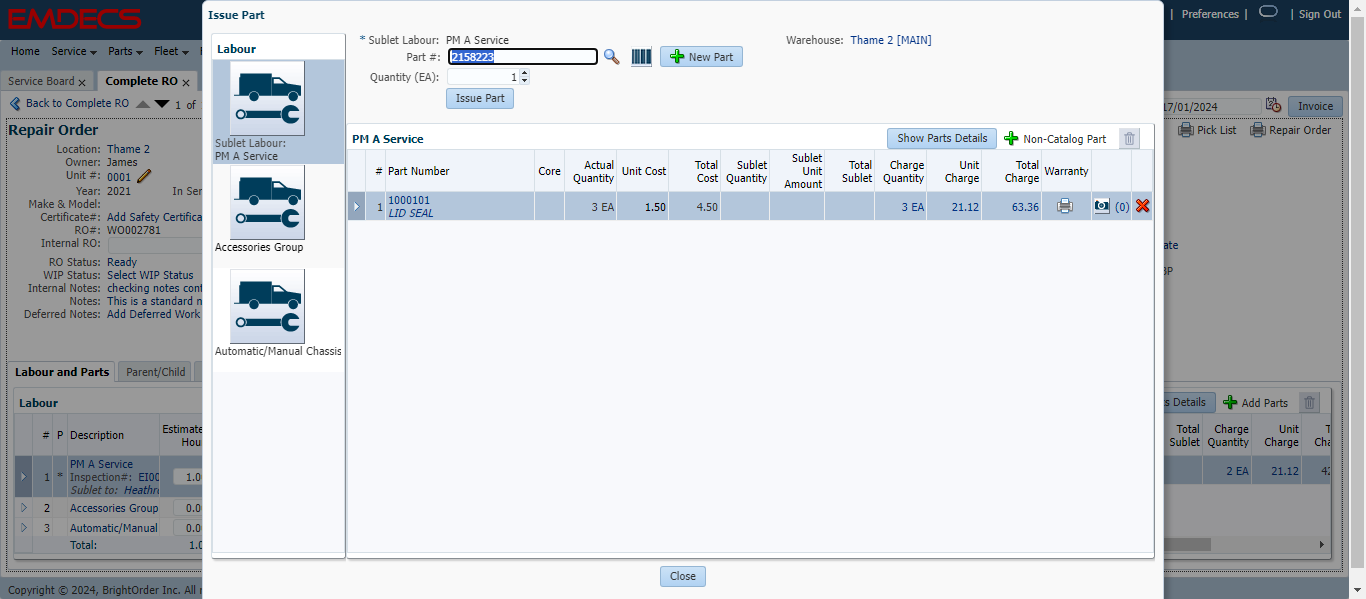 EMDECS
Preferences
Sign Out
Home Service Parts Fleet
Service Board x
Complete RO x
Back to Complete RO
1 of
17/01/2024
Invoice
Pick List
Repair Order
Repair Order
Location: Thame 2
Owner: James
Unit #: 0001
Year: 2021 In Ser
Make & Model:
Certificate#: Add Safety Certifica
RO#: WO002781
Internal RO:
RO Status: Ready
WIP Status: Select WIP Status
Internal Notes: checking notes cont
Notes: This is a standard n
Deferred Notes: Add Deferred Work
Labour and Parts
Parent/Child
Labour
# P Description Estimate Hou
1 * PM A Service 1.0
Inspection#: EI00
Sublet to: Heathr
2 Accessories Group 0.0
3 Automatic/Manual 0.0
Total: 1.0
Copyright © 2024, BrightOrder Inc. All r
Issue Part
Labour
Sublet Labour:
PM A Service
Accessories Group
Automatic/Manual Chassis
* Sublet Labour: PM A Service
Warehouse: Thame 2 [MAIN]
Part #: 2158223
New Part
Quantity (EA): 1
Issue Part
PM A Service
Show Parts Details
Non-Catalog Part
# Part Number Core Actual Quantity Unit Cost Total Cost Sublet Quantity Sublet Unit Amount Total Sublet Charge Quantity Unit Charge Total Charge Warranty
1 1000101 3 EA 1.50 4.50 3 EA 21.12 63.36 (0)
LID SEAL
Close
ate
BP
s Details
Add Parts
Total Sublet Charge Quantity Unit Charge
2 EA 21.12 42